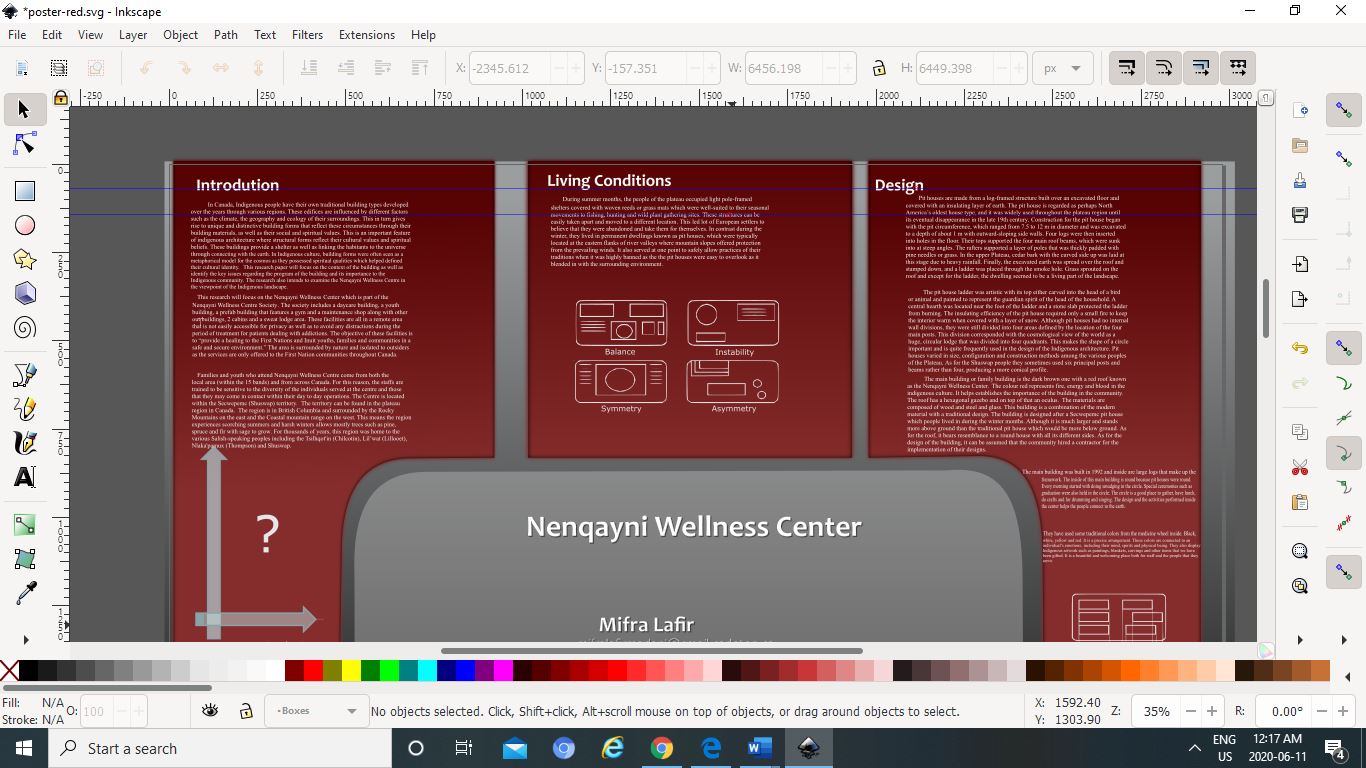 *poster-red.svg - Inkscape
File Edit View Layer Object Path Text Filters Extensions Help
X: -2345.612 Y: -157.351 W: 6456.198 H: 6449.398 px
-250 0 250 500 750 1000 1250 1500 1750 2000 2250 2500 2750 3000
Introdution
In Canada, Indigenous people have their own traditional building types developed
over the years through various regions. These edifices are influenced by different factors
such as the climate, the geography and ecology of their surroundings. This in turn gives
rise to unique and distinctive building forms that reflect these circumstances through their
building materials, as well as their social and spiritual values. This is an important feature
of indigenous architecture where structural forms reflect their cultural values and spiritual
beliefs. These buildings provide a shelter as well as linking the habitants to the universe
through connecting with the earth. In Indigenous culture, building forms were often seen as a
metaphorical model for the cosmos as they possessed spiritual qualities which helped defined
their cultural identity. This research paper will focus on the context of the building as well as
identify the key issues regarding the program of the building and its importance to the
Indigenous community. The research also intends to examine the Nenqayni Wellness Centre in
the viewpoint of the Indigenous landscape.
This research will focus on the Nenqayni Wellness Center which is part of the
Nenqayni Wellness Centre Society. The society includes a daycare building, a youth
building, a prefab building that features a gym and a maintenance shop along with other
outbuildings, 2 cabins and a sweat lodge area. These facilities are all in a remote area
that is not easily accessible for privacy as well as to avoid any distractions during the
period of treatment for patients dealing with addictions. The objective of these facilities is
to "provide a healing to the First Nations and Inuit youths, families and communities in a
safe and secure environment." The area is surrounded by nature and isolated to outsiders
as the services are only offered to the First Nation communities throughout Canada.
Families and youth who attend Nenqayni Wellness Centre come from both the
local area (within the 15 bands) and from across Canada. For this reason, the staffs are
trained to be sensitive to the diversity of the individuals served at the centre and those
that they may come in contact within their day to day operations. The Centre is located
within the Secwepemc (Shuswap) territory. The territory can be found in the plateau
region in Canada. The region is in British Columbia and surrounded by the Rocky
Mountains on the east and the Coastal mountain range on the west. This means the region
experiences scorching summers and harsh winters allows mostly trees such as pine,
spruce and fir with sage to grow. For thousands of years, this region was home to the
various Salish-speaking peoples including the Tsilhqot'in (Chilcotin), Lil'wat (Lillooet),
Nlaka'pamux (Thompson) and Shuswap.
?
Living Conditions
During summer months, the people of the plateau occupied light pole-framed
shelters covered with woven reeds or grass mats which were well-suited to their seasonal
movements to fishing, hunting and wild plant gathering sites. These structures can be
easily taken apart and moved to a different location. This led of European settlers to
believe that they were abandoned and take them for themselves. In contrast during the
winter, they lived in permanent dwellings known as pit houses, which were typically
located at the eastern flanks of river valleys where mountain slopes offered protection
from the prevailing winds. It also served at one point to safely allow practices of their
traditions when it was highly banned as the the pit houses were easy to overlook as it
blended in with the surrounding environment.
Balance Instability
Symmetry Asymmetry
Design
Pit houses are made from a log-framed structure built over an excavated floor and
covered with an insulating layer of earth. The pit house is regarded as perhaps North
America's oldest house type, and it was widely used throughout the plateau region until
its eventual disappearance in the late 19th century. Construction for the pit house began
with the pit circumference, which ranged from 7.5 to 12 m in diameter and was excavated
to a depth of about 1 m with outward-sloping side walls. Four logs were then inserted
into holes in the floor. Their tops supported the four main roof beams, which were sunk
into at steep angles. The rafters supported a layer of poles that was thickly padded with
pine needles or grass. In the upper Plateau, cedar bark with the curved side up was laid at
this stage due to heavy rainfall. Finally, the excavated earth was spread over the roof and
stamped down, and a ladder was placed through the smoke hole. Grass sprouted on the
roof and except for the ladder, the dwelling seemed to be a living part of the landscape.
The pit house ladder was artistic with its top either carved into the head of a bird
or animal and painted to represent the guardian spirit of the head of the household. A
central hearth was located near the foot of the ladder and a stone slab protected the ladder
from burning. The insulating efficiency of the pit house required only a small fire to keep
the interior warm when covered with a layer of snow. Although pit houses had no internal
wall divisions, they were still divided into four areas defined by the location of the four
main posts. This division corresponded with the cosmological view of the world as a
huge, circular lodge that was divided into four quadrants. This makes the shape of a circle
important and is quite frequently used in the design of the Indigenous architecture. Pit
houses varied in size, configuration and construction methods among the various peoples
of the Plateau. As for the Shuswap people they sometimes used six principal posts and
beams rather than four, producing a more conical profile.
The main building or family building is the dark brown one with a red roof known
as the Nenqayni Wellness Center. The colour red represents fire, energy and blood in the
indigenous culture. It helps establishes the importance of the building in the community.
The roof has a hexagonal gazebo and on top of that an oculus. The materials are
composed of wood and steel and glass. This building is a combination of the modern
material with a traditional design. The building is designed after a Secwepemc pit house
which people lived in during the winter months. Although it is much larger and stands
more above ground than the traditional pit house which would be more below ground. As
for the roof, it bears resemblance to a round house with all its different sides. As for the
design of the building, it can be assumed that the community hired a contractor for the
implementation of their designs.
The main building was built in 1992 and inside are large logs that make up the
framework. The inside of this main building is round because pit houses were round.
Every morning started with doing smudging in the circle. Special ceremonies such as
graduation were also held in the circle. The circle is a good place to gather, have hands,
do crafts and for drumming and singing. The design and the activities performed inside
the center helps the people connect to the earth.
They have used some traditional colors from the medicine wheel inside. Black,
white, yellow and red.
Nenqayni Wellness Center
Mifra Lafir
Fill: N/A
Stroke: N/A
O: 100
•Boxes
No objects selected. Click, Shift+click, Alt+scroll mouse on top of objects, or drag around objects to select.
X: 1592.40
Y: 1303.90
Z: 35% R: 0.00°
Start a search
ENG
US
12:17 AM
2020-06-11
4